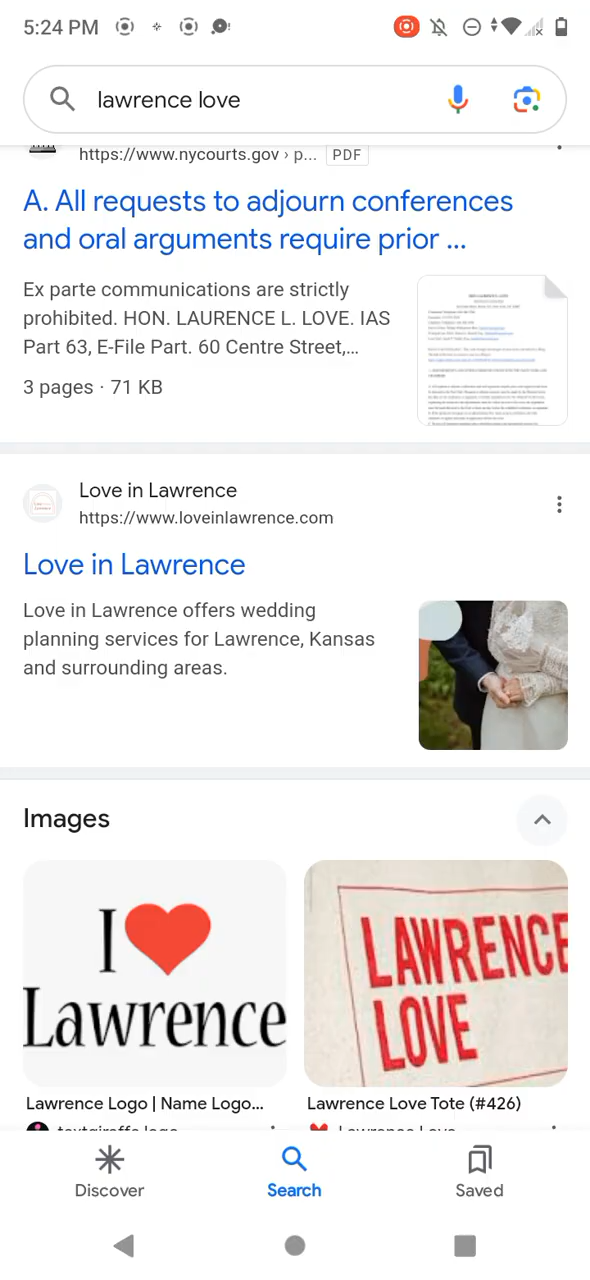 5:24 PM
lawrence love
https://www.nycourts.gov › p... PDF
A. All requests to adjourn conferences
and oral arguments require prior ...
Ex parte communications are strictly
prohibited. HON. LAURENCE L. LOVE. IAS
Part 63, E-File Part. 60 Centre Street,...
3 pages · 71 KB
Love in Lawrence
https://www.loveinlawrence.com
Love in Lawrence
Love in Lawrence offers wedding
planning services for Lawrence, Kansas
and surrounding areas.
Images
I
Lawrence
LAWRENCE
LOVE
Lawrence Logo | Name Logo...
Lawrence Love Tote (#426)
Discover
Search
Saved